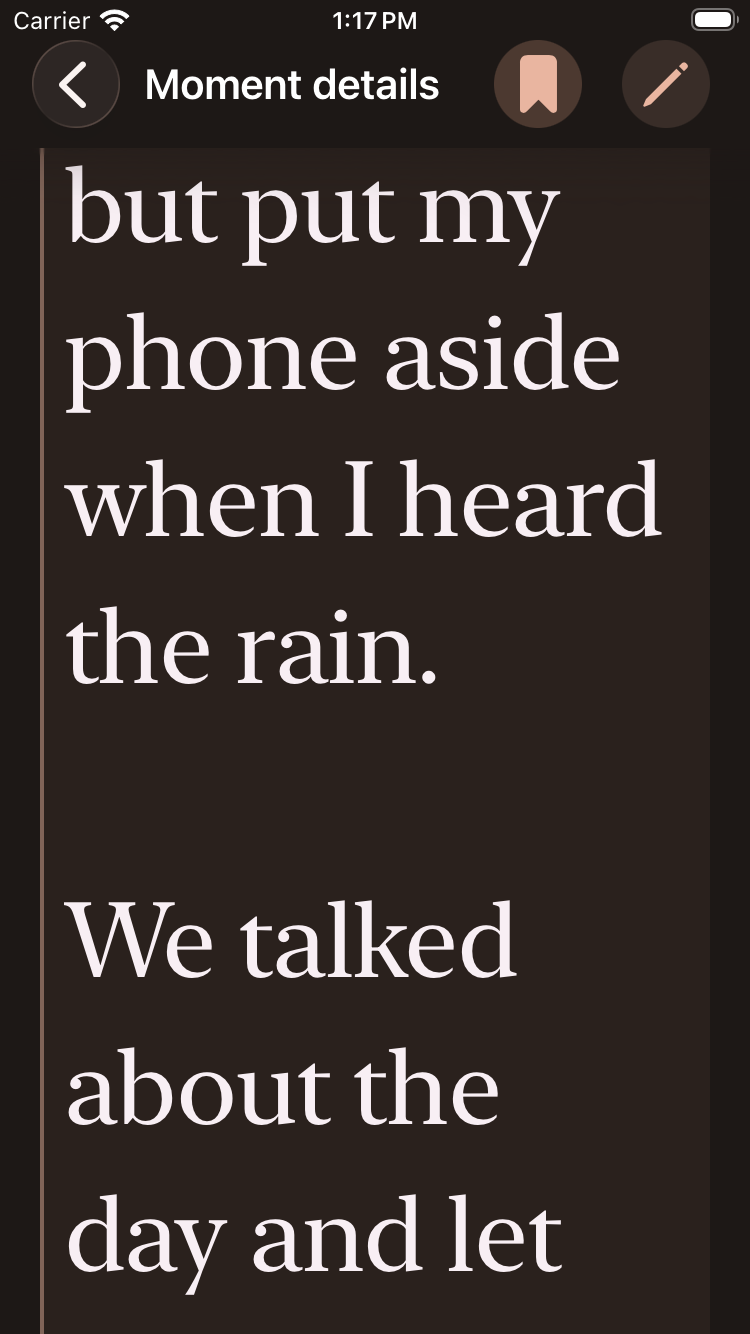 Carrier 1:17 PM
Moment details
but put my
phone aside
when I heard
the rain.
We talked
about the
day and let